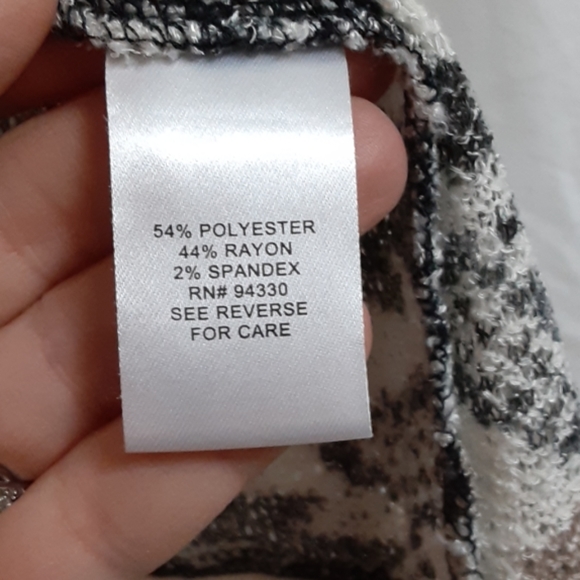 54% POLYESTER
44% RAYON
2% SPANDEX
RN# 94330
SEE REVERSE
FOR CARE